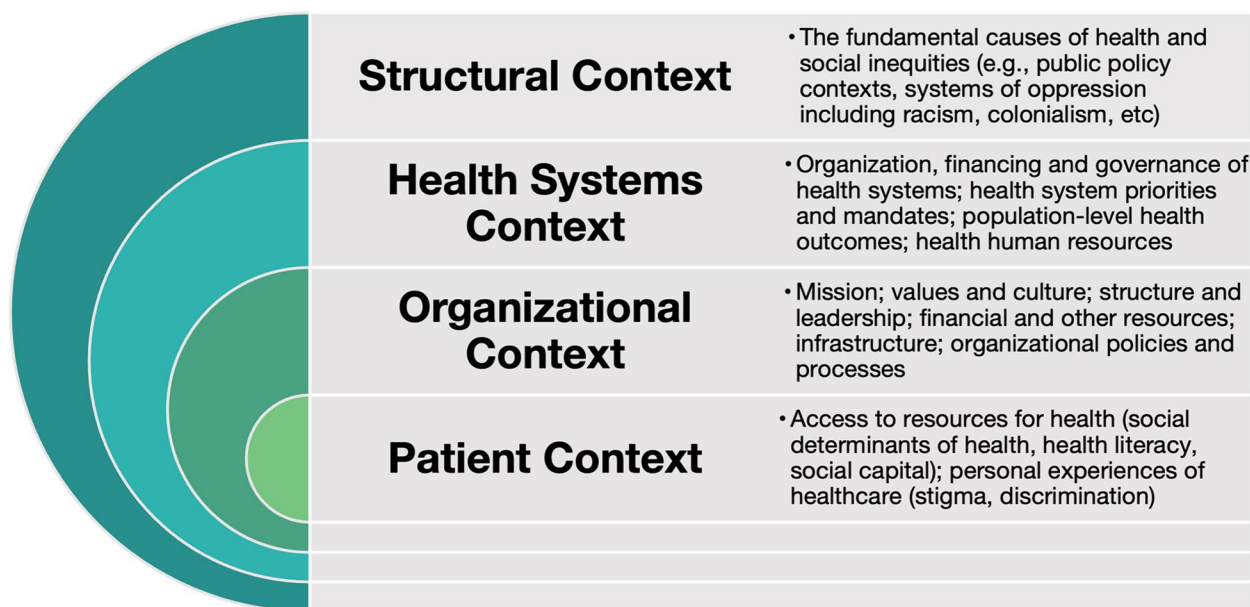 Structural Context
• The fundamental causes of health and
social inequities (e.g., public policy
contexts, systems of oppression
including racism, colonialism, etc)
Health Systems
Context
• Organization, financing and governance of
health systems; health system priorities
and mandates; population-level health
outcomes; health human resources
Organizational
Context
• Mission; values and culture; structure and
leadership; financial and other resources;
infrastructure; organizational policies and
processes
Patient Context
• Access to resources for health (social
determinants of health, health literacy,
social capital); personal experiences of
healthcare (stigma, discrimination)